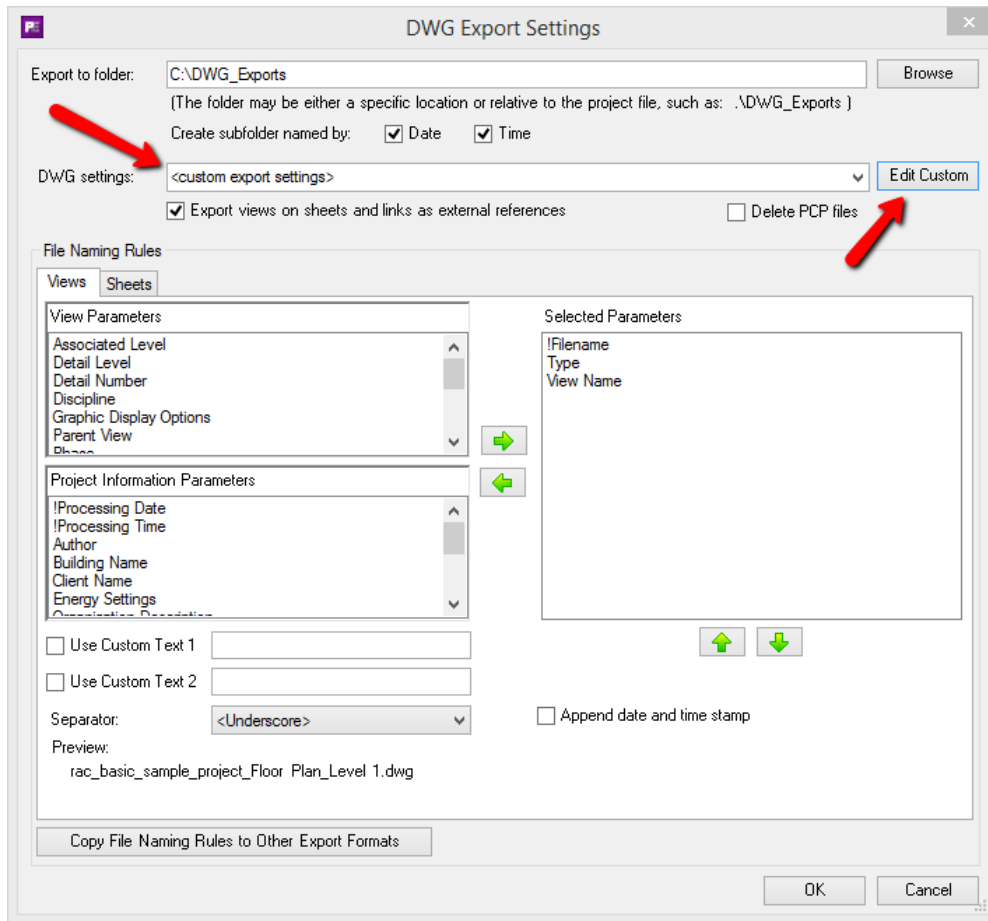 PE
DWG Export Settings
Export to folder:
C:\DWG_Exports
Browse
(The folder may be either a specific location or relative to the project file, such as: .\DWG_Exports )
Create subfolder named by:
Date
Time
DWG settings:
<custom export settings>
Edit Custom
Export views on sheets and links as external references
Delete PCP files
File Naming Rules
Views
Sheets
View Parameters
Associated Level
Detail Level
Detail Number
Discipline
Graphic Display Options
Parent View
Phase
Project Information Parameters
!Processing Date
!Processing Time
Author
Building Name
Client Name
Energy Settings
Organization Description
Selected Parameters
!Filename
Type
View Name
Use Custom Text 1
Use Custom Text 2
Separator:
<Underscore>
Append date and time stamp
Preview:
rac_basic_sample_project_Floor Plan_Level 1.dwg
Copy File Naming Rules to Other Export Formats
OK
Cancel